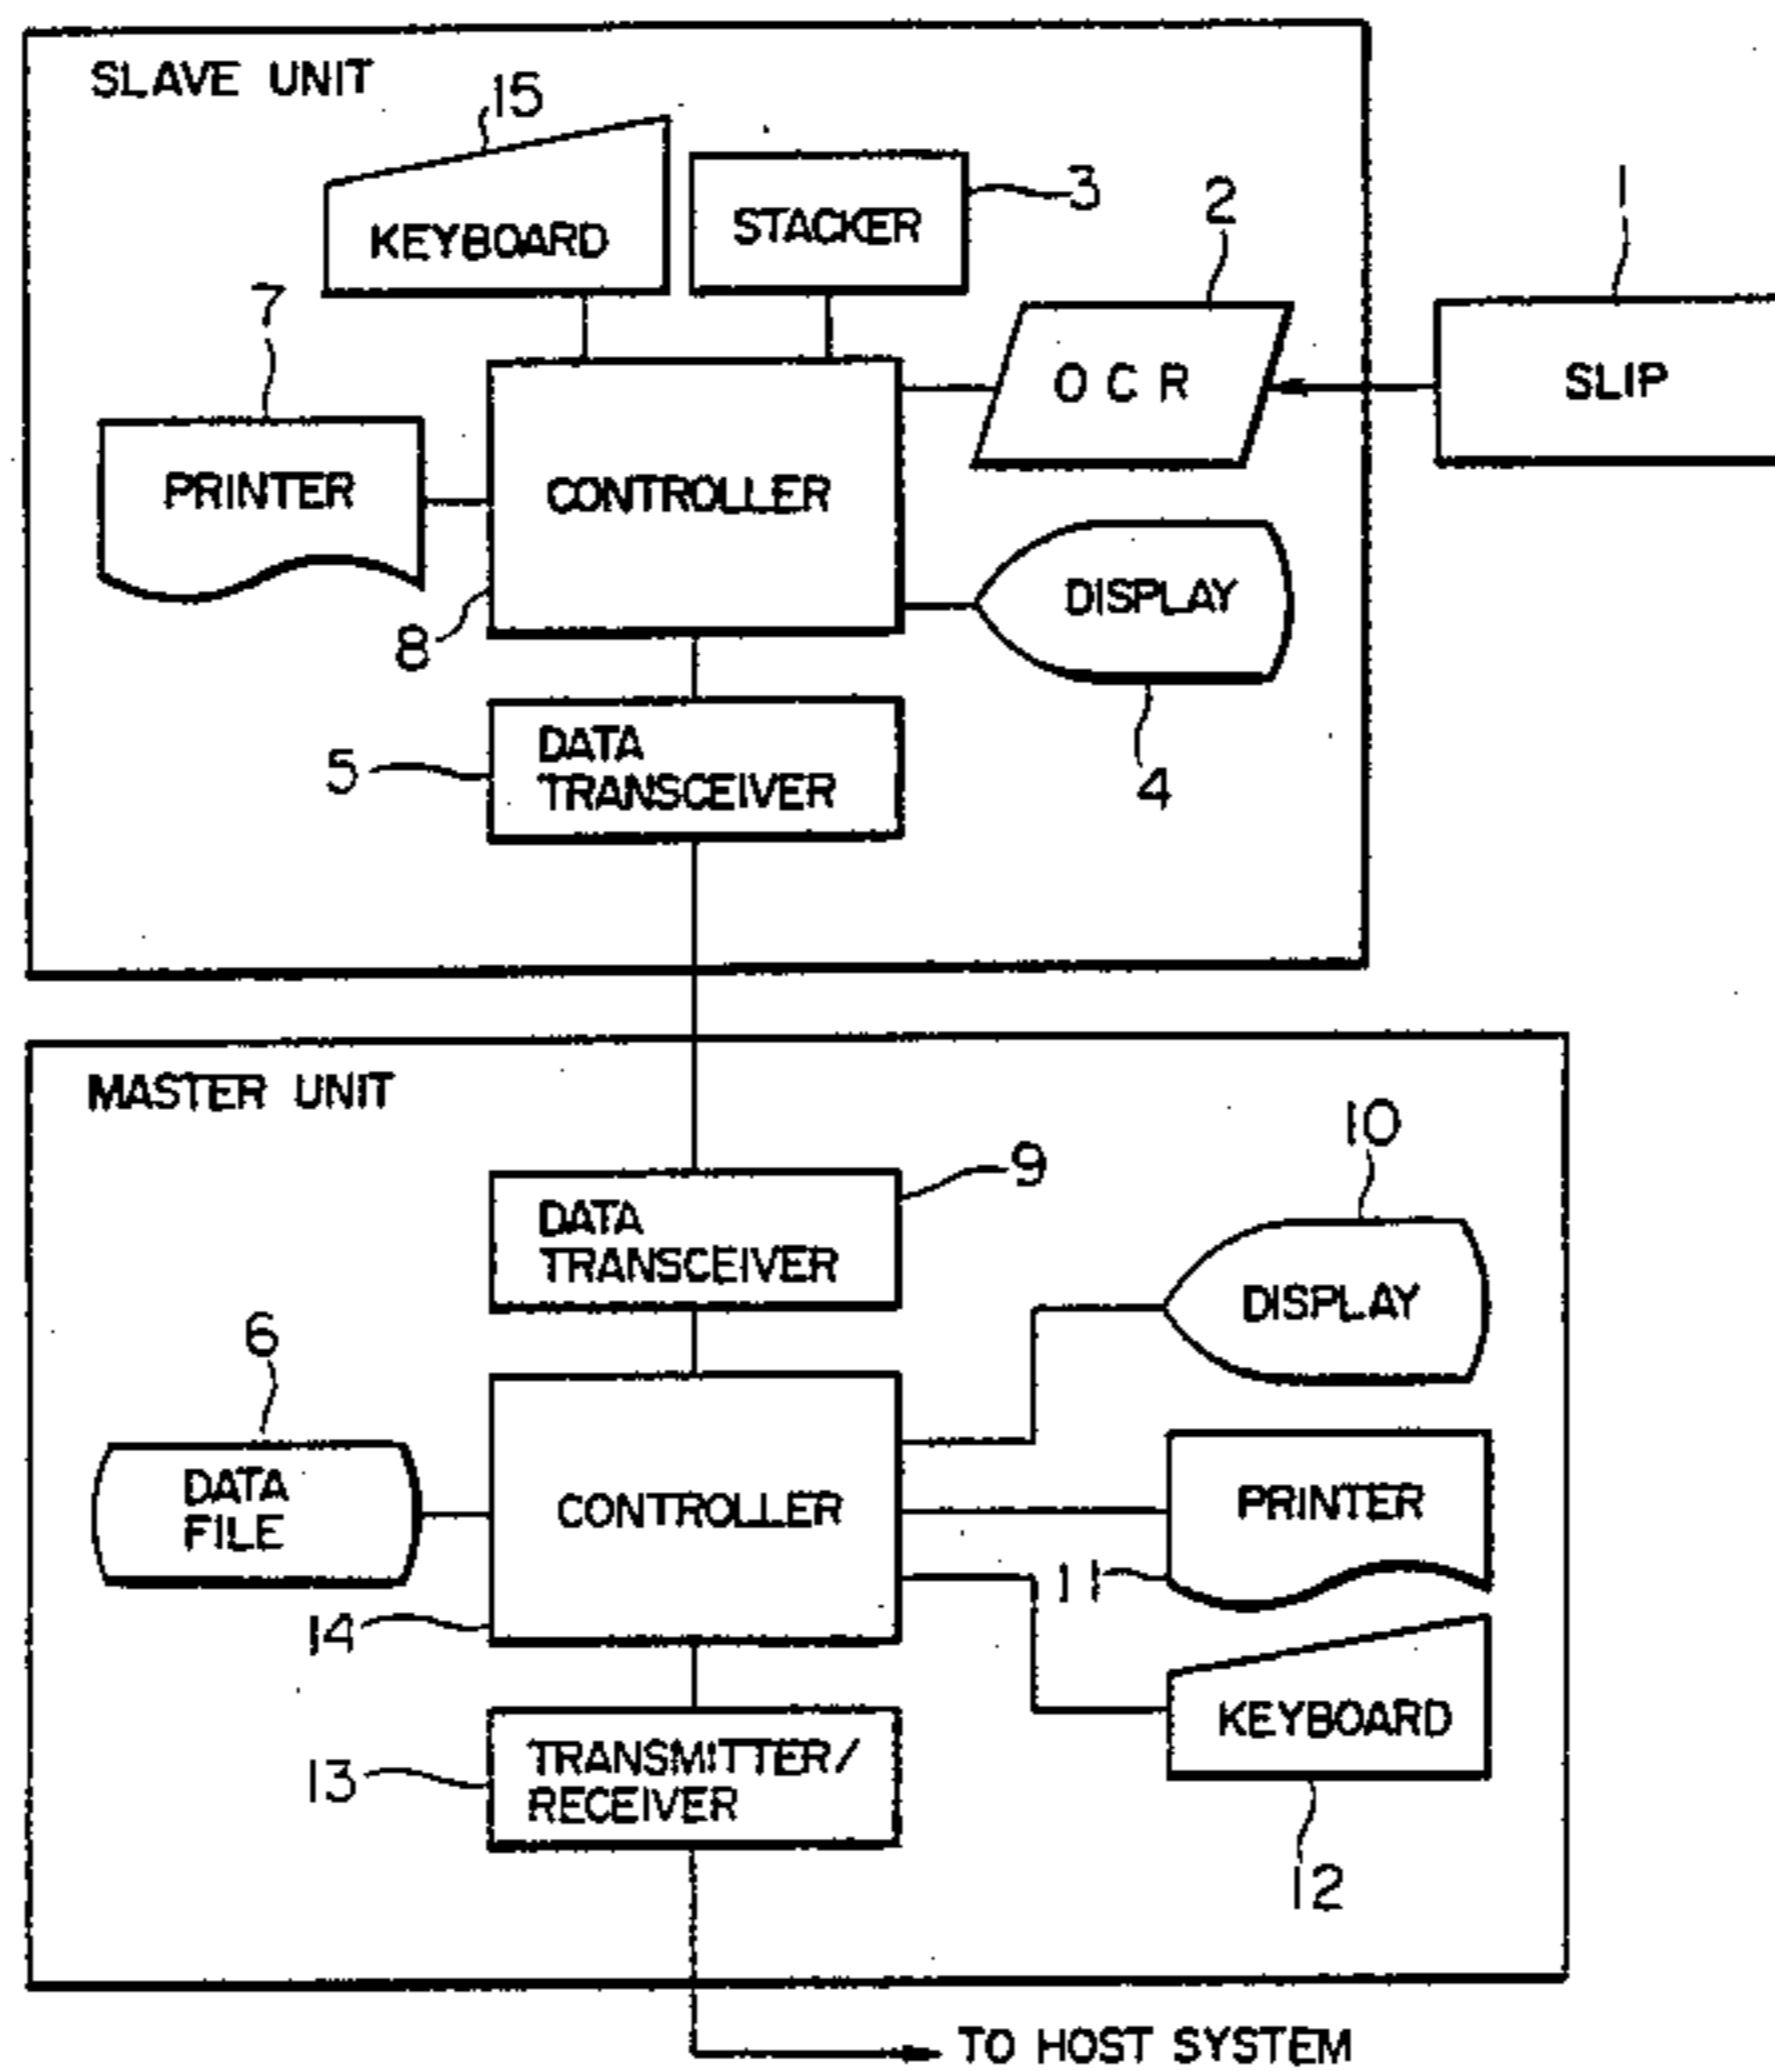 SLAVE UNIT
15
KEYBOARD
STACKER
3
2
1
7
OCR
SLIP
PRINTER
CONTROLLER
8
DISPLAY
4
5
DATA
TRANSCEIVER
MASTER UNIT
9
10
DATA
TRANSCEIVER
DISPLAY
6
DATA
FILE
CONTROLLER
PRINTER
11
14
KEYBOARD
13
TRANSMITTER/
RECEIVER
12
TO HOST SYSTEM